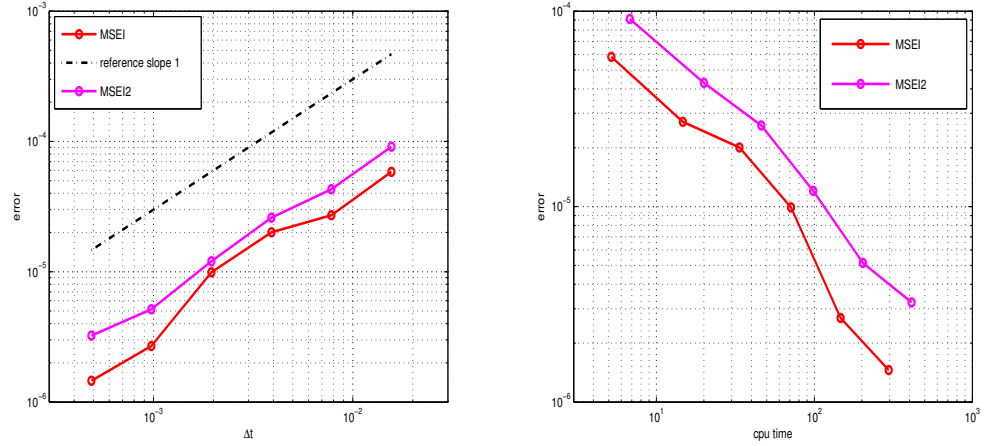 10^-3
10^-4
10^-5
10^-6
error
MSEI
reference slope 1
MSEI2
10^-3
10^-2
Δt
10^-4
10^-5
10^-6
error
MSEI
MSEI2
10^1
10^2
10^3
cpu time